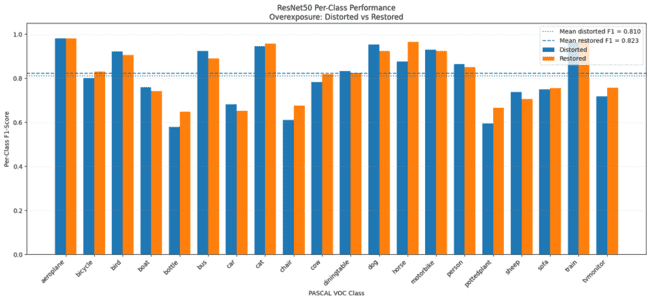 ResNet50 Per-Class Performance
Overexposure: Distorted vs Restored
Mean distorted F1 = 0.810
Mean restored F1 = 0.823
Distorted
Restored
Per-Class F1-Score
1.0
0.8
0.6
0.4
0.2
0.0
aeroplane
bicycle
bird
boat
bottle
bus
car
cat
chair
cow
diningtable
dog
horse
motorbike
person
pottedplant
sheep
sofa
train
tvmonitor
PASCAL VOC Class